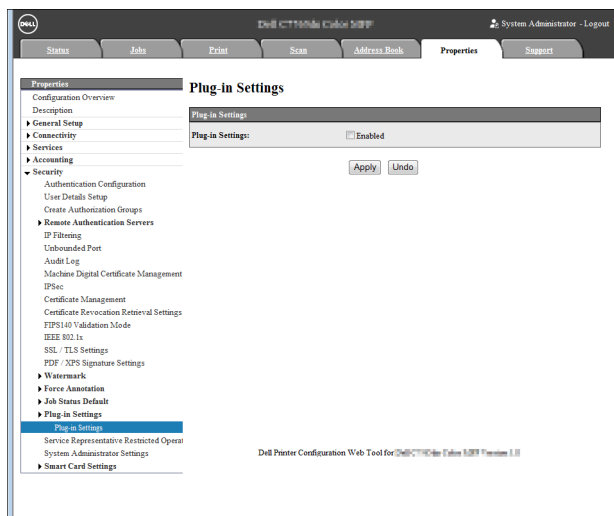 DELL
System Administrator - Logout
Status
Jobs
Print
Scan
Address Book
Properties
Support
Properties
Configuration Overview
Description
General Setup
Connectivity
Services
Accounting
Security
Authentication Configuration
User Details Setup
Create Authorization Groups
Remote Authentication Servers
IP Filtering
Unbounded Port
Audit Log
Machine Digital Certificate Management
IPSec
Certificate Management
Certificate Revocation Retrieval Settings
FIPS140 Validation Mode
IEEE 802.1x
SSL / TLS Settings
PDF / XPS Signature Settings
Watermark
Force Annotation
Job Status Default
Plug-in Settings
Plug-in Settings
Service Representative Restricted Operat
System Administrator Settings
Smart Card Settings
Plug-in Settings
Plug-in Settings
Plug-in Settings:
Enabled
Apply
Undo
Dell Printer Configuration Web Tool for